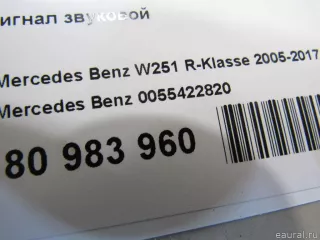 игнал звуковой
Mercedes Benz W251 R-Klasse 2005-2017
Mercedes Benz 0055422820
80 983 960
© eaural.ru